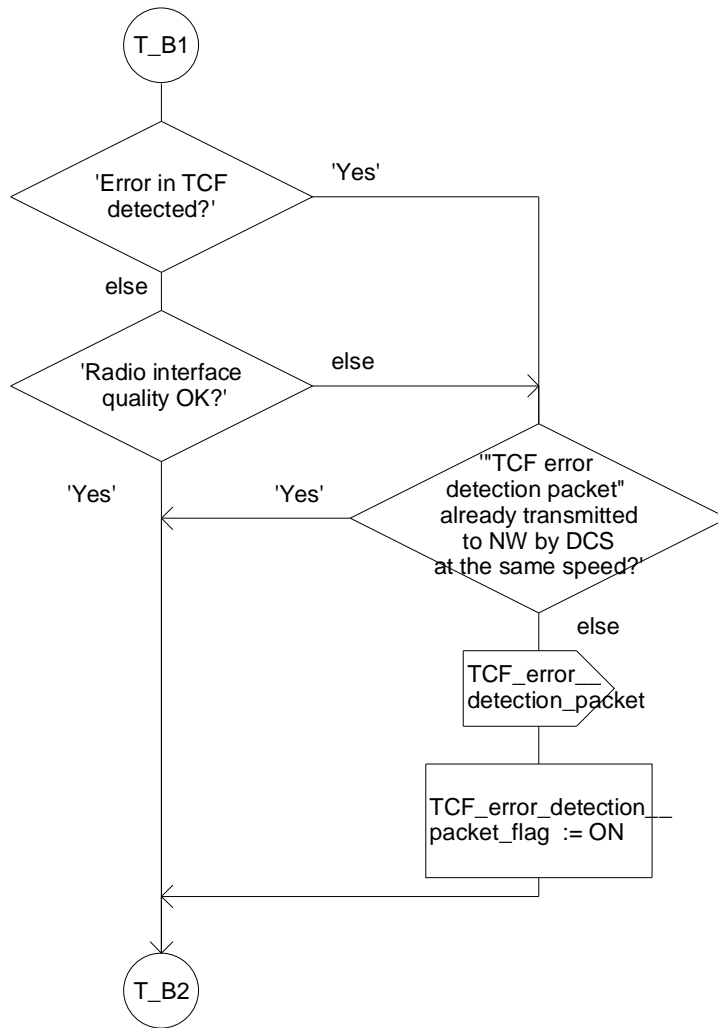 T_B1
'Error in TCF
detected?'
'Yes'
else
'Radio interface
quality OK?'
else
'Yes'
'Yes'
'"TCF error
detection packet"
already transmitted
to NW by DCS
at the same speed?'
else
TCF_error__
detection_packet
TCF_error_detection__
packet_flag := ON
T_B2